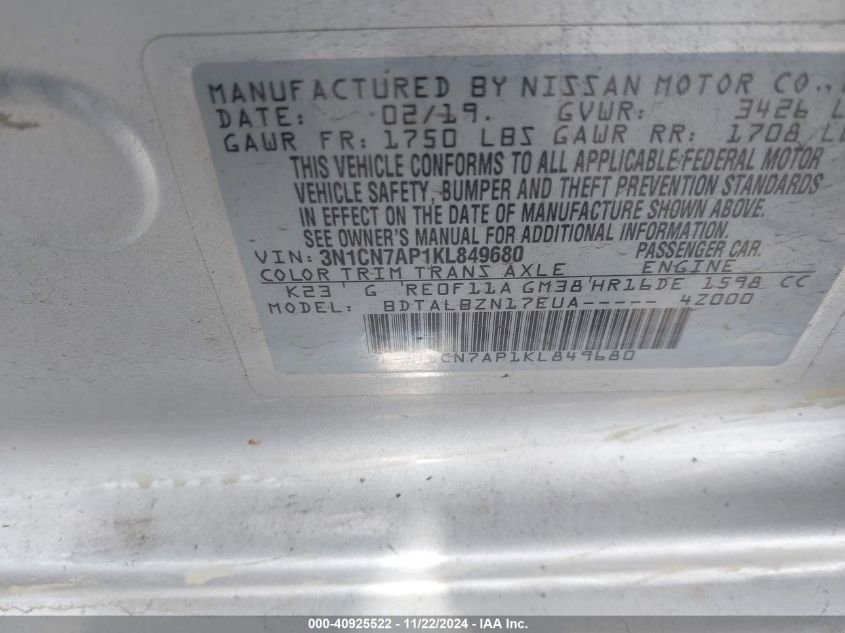 MANUFACTURED BY NISSAN MOTOR CO.,
DATE: 02/19. GVWR: 3426 L
GAWR FR: 1750 LBS GAWR RR: 1708 LB
THIS VEHICLE CONFORMS TO ALL APPLICABLE FEDERAL MOTOR
VEHICLE SAFETY, BUMPER AND THEFT PREVENTION STANDARDS
IN EFFECT ON THE DATE OF MANUFACTURE SHOWN ABOVE.
SEE OWNER'S MANUAL FOR ADDITIONAL INFORMATION.
VIN: 3N1CN7AP1KL849680 PASSENGER CAR.
COLOR TRIM TRANS AXLE ENGINE
K23 G RE0F11A GM38 HR16DE 1598 CC
MODEL: BDTALBZN17EUA----- 4Z000
CN7AP1KL849680
000-40925522 - 11/22/2024 - IAA Inc.